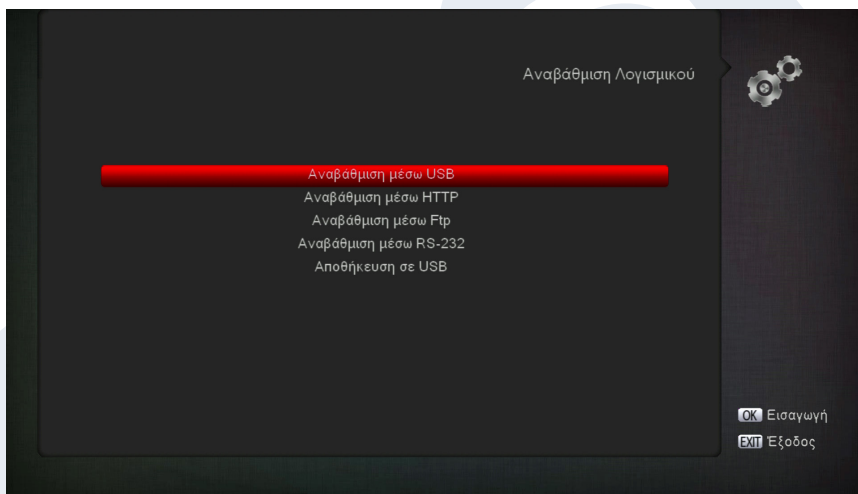 Αναβάθμιση Λογισμικού
Αναβάθμιση μέσω USB
Αναβάθμιση μέσω HTTP
Αναβάθμιση μέσω Ftp
Αναβάθμιση μέσω RS-232
Αποθήκευση σε USB
OK Εισαγωγή
EXIT Έξοδος